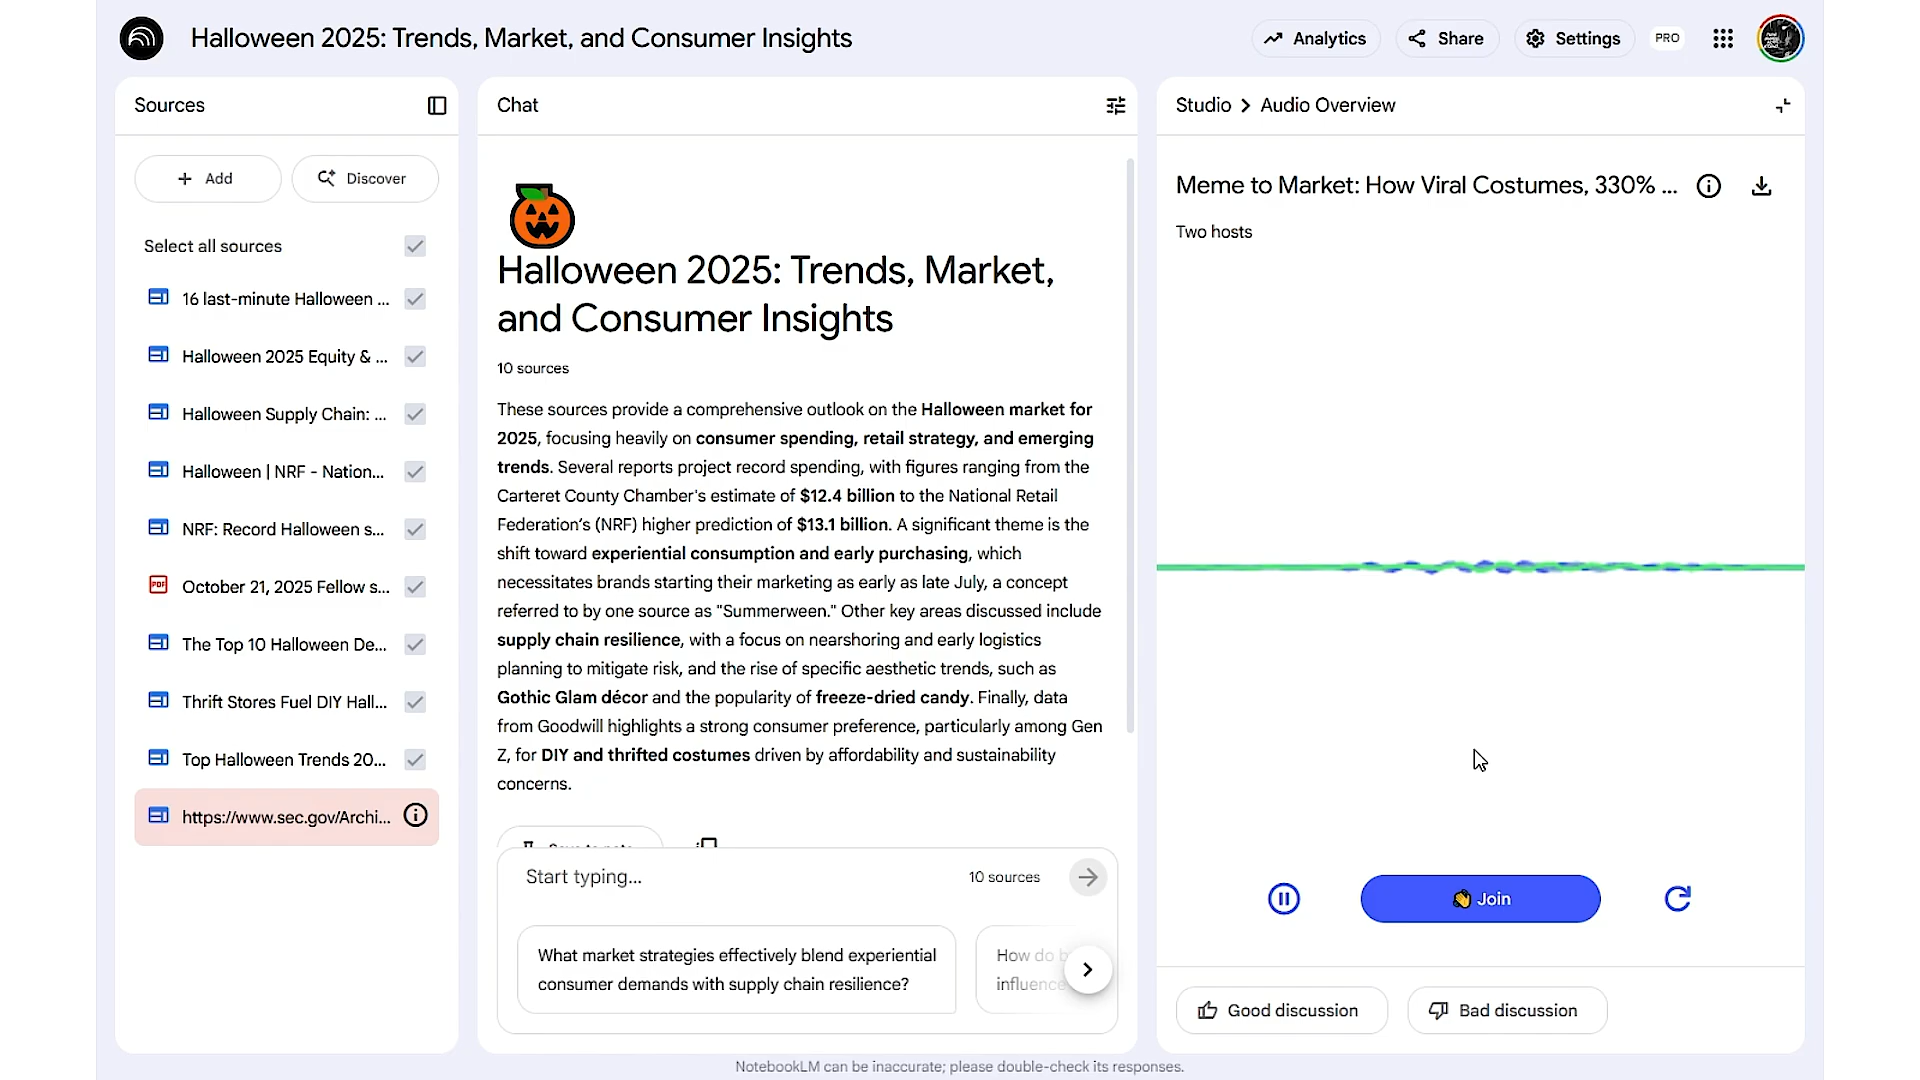 Halloween 2025: Trends, Market, and Consumer Insights
Analytics
Share
Settings
PRO
Sources
Add
Discover
Select all sources
16 last-minute Halloween ...
Halloween 2025 Equity & ...
Halloween Supply Chain: ...
Halloween | NRF - Nation...
NRF: Record Halloween s...
PDF
October 21, 2025 Fellow s...
The Top 10 Halloween De...
Thrift Stores Fuel DIY Hall...
Top Halloween Trends 20...
https://www.sec.gov/Archi...
Chat
Halloween 2025: Trends, Market,
and Consumer Insights
10 sources
These sources provide a comprehensive outlook on the Halloween market for
2025, focusing heavily on consumer spending, retail strategy, and emerging
trends. Several reports project record spending, with figures ranging from the
Carteret County Chamber's estimate of $12.4 billion to the National Retail
Federation's (NRF) higher prediction of $13.1 billion. A significant theme is the
shift toward experiential consumption and early purchasing, which
necessitates brands starting their marketing as early as late July, a concept
referred to by one source as "Summerween." Other key areas discussed include
supply chain resilience, with a focus on nearshoring and early logistics
planning to mitigate risk, and the rise of specific aesthetic trends, such as
Gothic Glam décor and the popularity of freeze-dried candy. Finally, data
from Goodwill highlights a strong consumer preference, particularly among Gen
Z, for DIY and thrifted costumes driven by affordability and sustainability
concerns.
Save to note
Start typing...
10 sources
What market strategies effectively blend experiential
consumer demands with supply chain resilience?
How do
influence
Studio > Audio Overview
Meme to Market: How Viral Costumes, 330% ...
Two hosts
Join
Good discussion
Bad discussion
NotebookLM can be inaccurate; please double-check its responses.